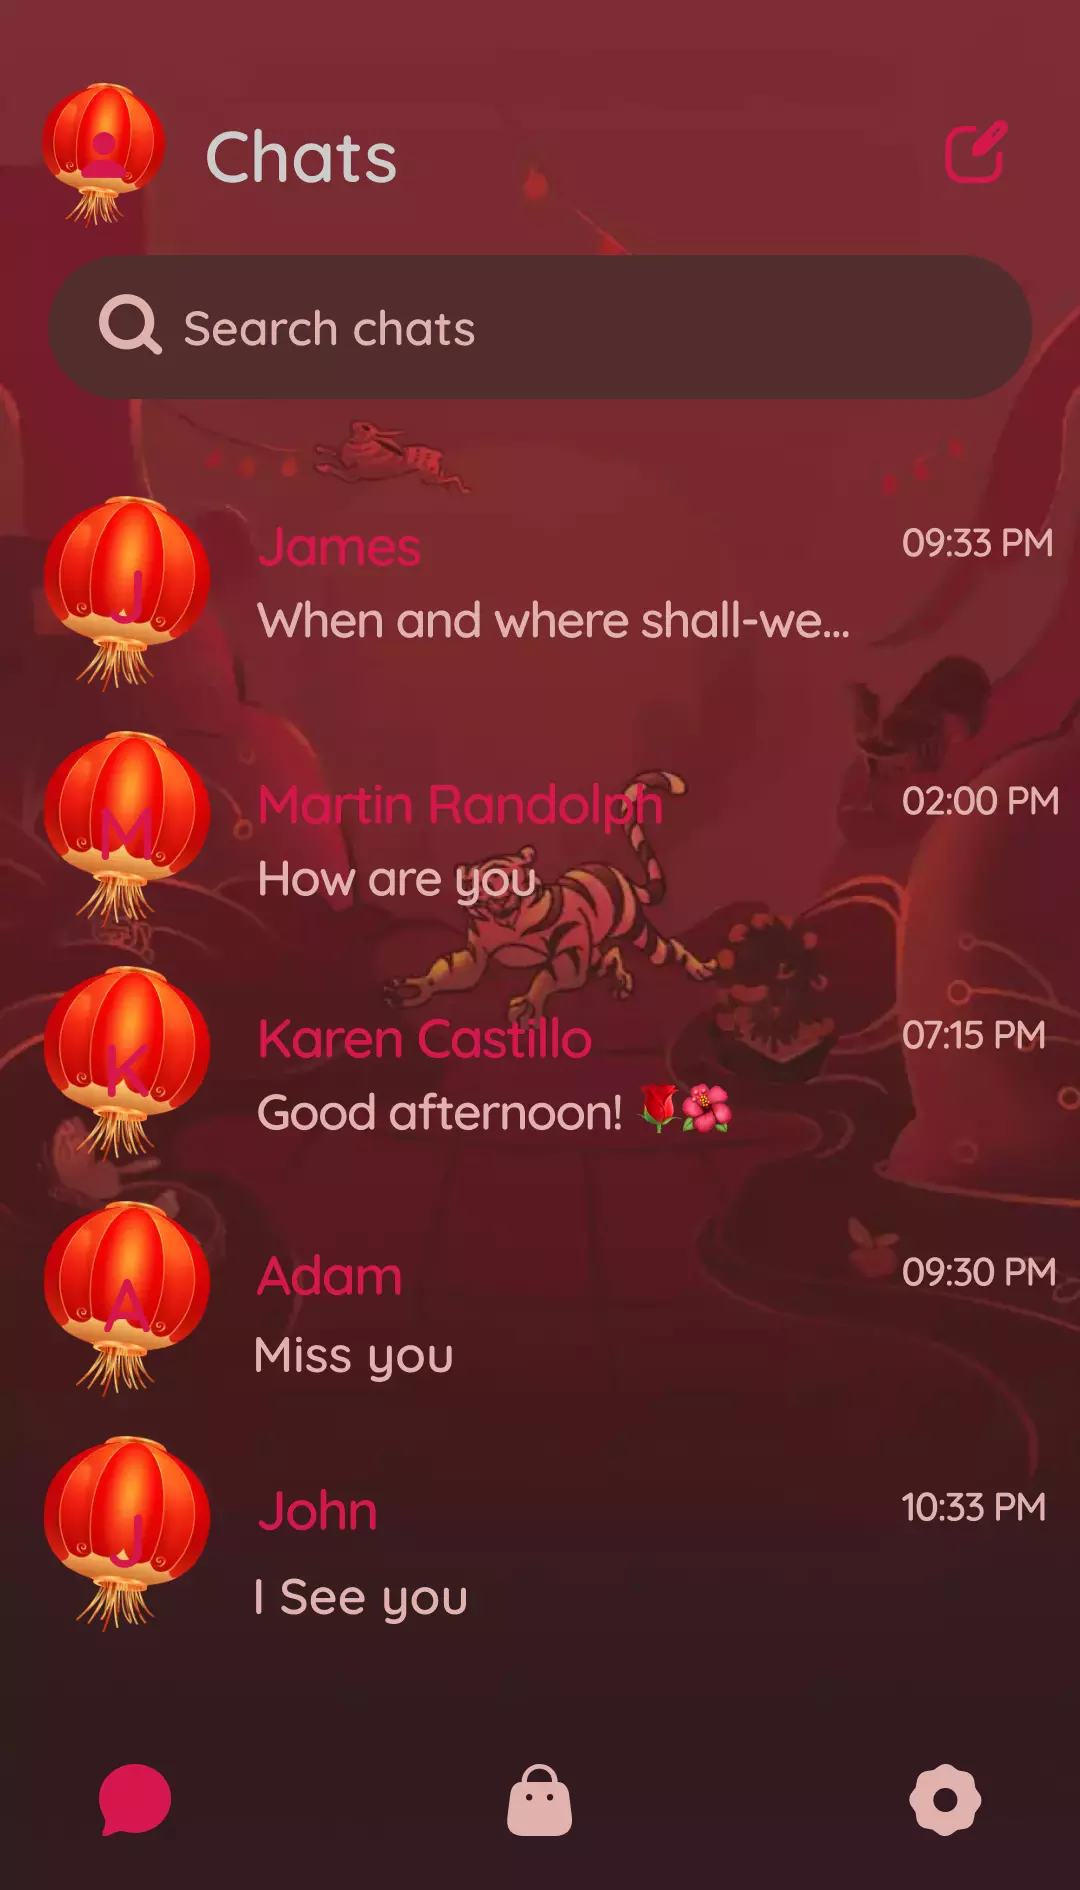 Chats
Search chats
J
James
09:33 PM
When and where shall-we...
M
Martin Randolph
02:00 PM
How are you
K
Karen Castillo
07:15 PM
Good afternoon! 🌹🌺
A
Adam
09:30 PM
Miss you
J
John
10:33 PM
I See you